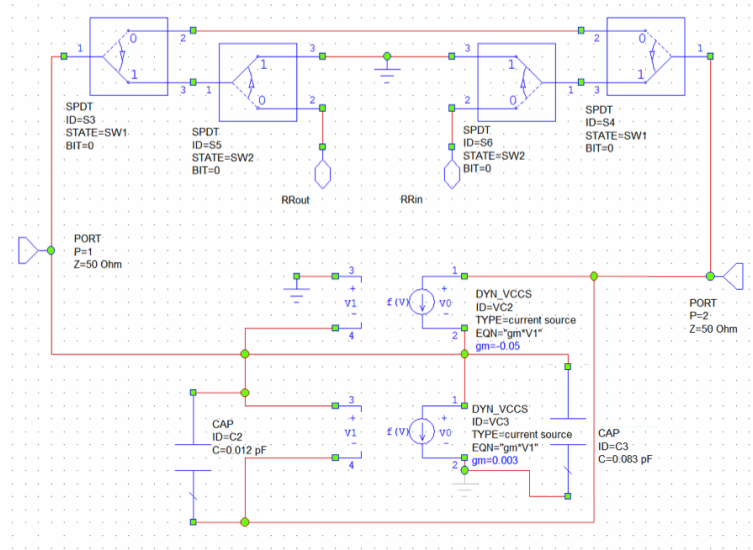 1
0
2
1
3
SPDT
ID=S3
STATE=SW1
BIT=0
1
1
3
0
2
SPDT
ID=S5
STATE=SW2
BIT=0
RRout
3
1
2
0
1
SPDT
ID=S6
STATE=SW2
BIT=0
RRin
2
0
1
3
1
SPDT
ID=S4
STATE=SW1
BIT=0
PORT
P=1
Z=50 Ohm
3
+
V1
-
4
f(V)
1
+
V0
-
2
DYN_VCCS
ID=VC2
TYPE=current source
EQN="gm*V1"
gm=-0.05
PORT
P=2
Z=50 Ohm
CAP
ID=C2
C=0.012 pF
3
+
V1
-
4
f(V)
1
+
V0
-
2
DYN_VCCS
ID=VC3
TYPE=current source
EQN="gm*V1"
gm=0.003
CAP
ID=C3
C=0.083 pF